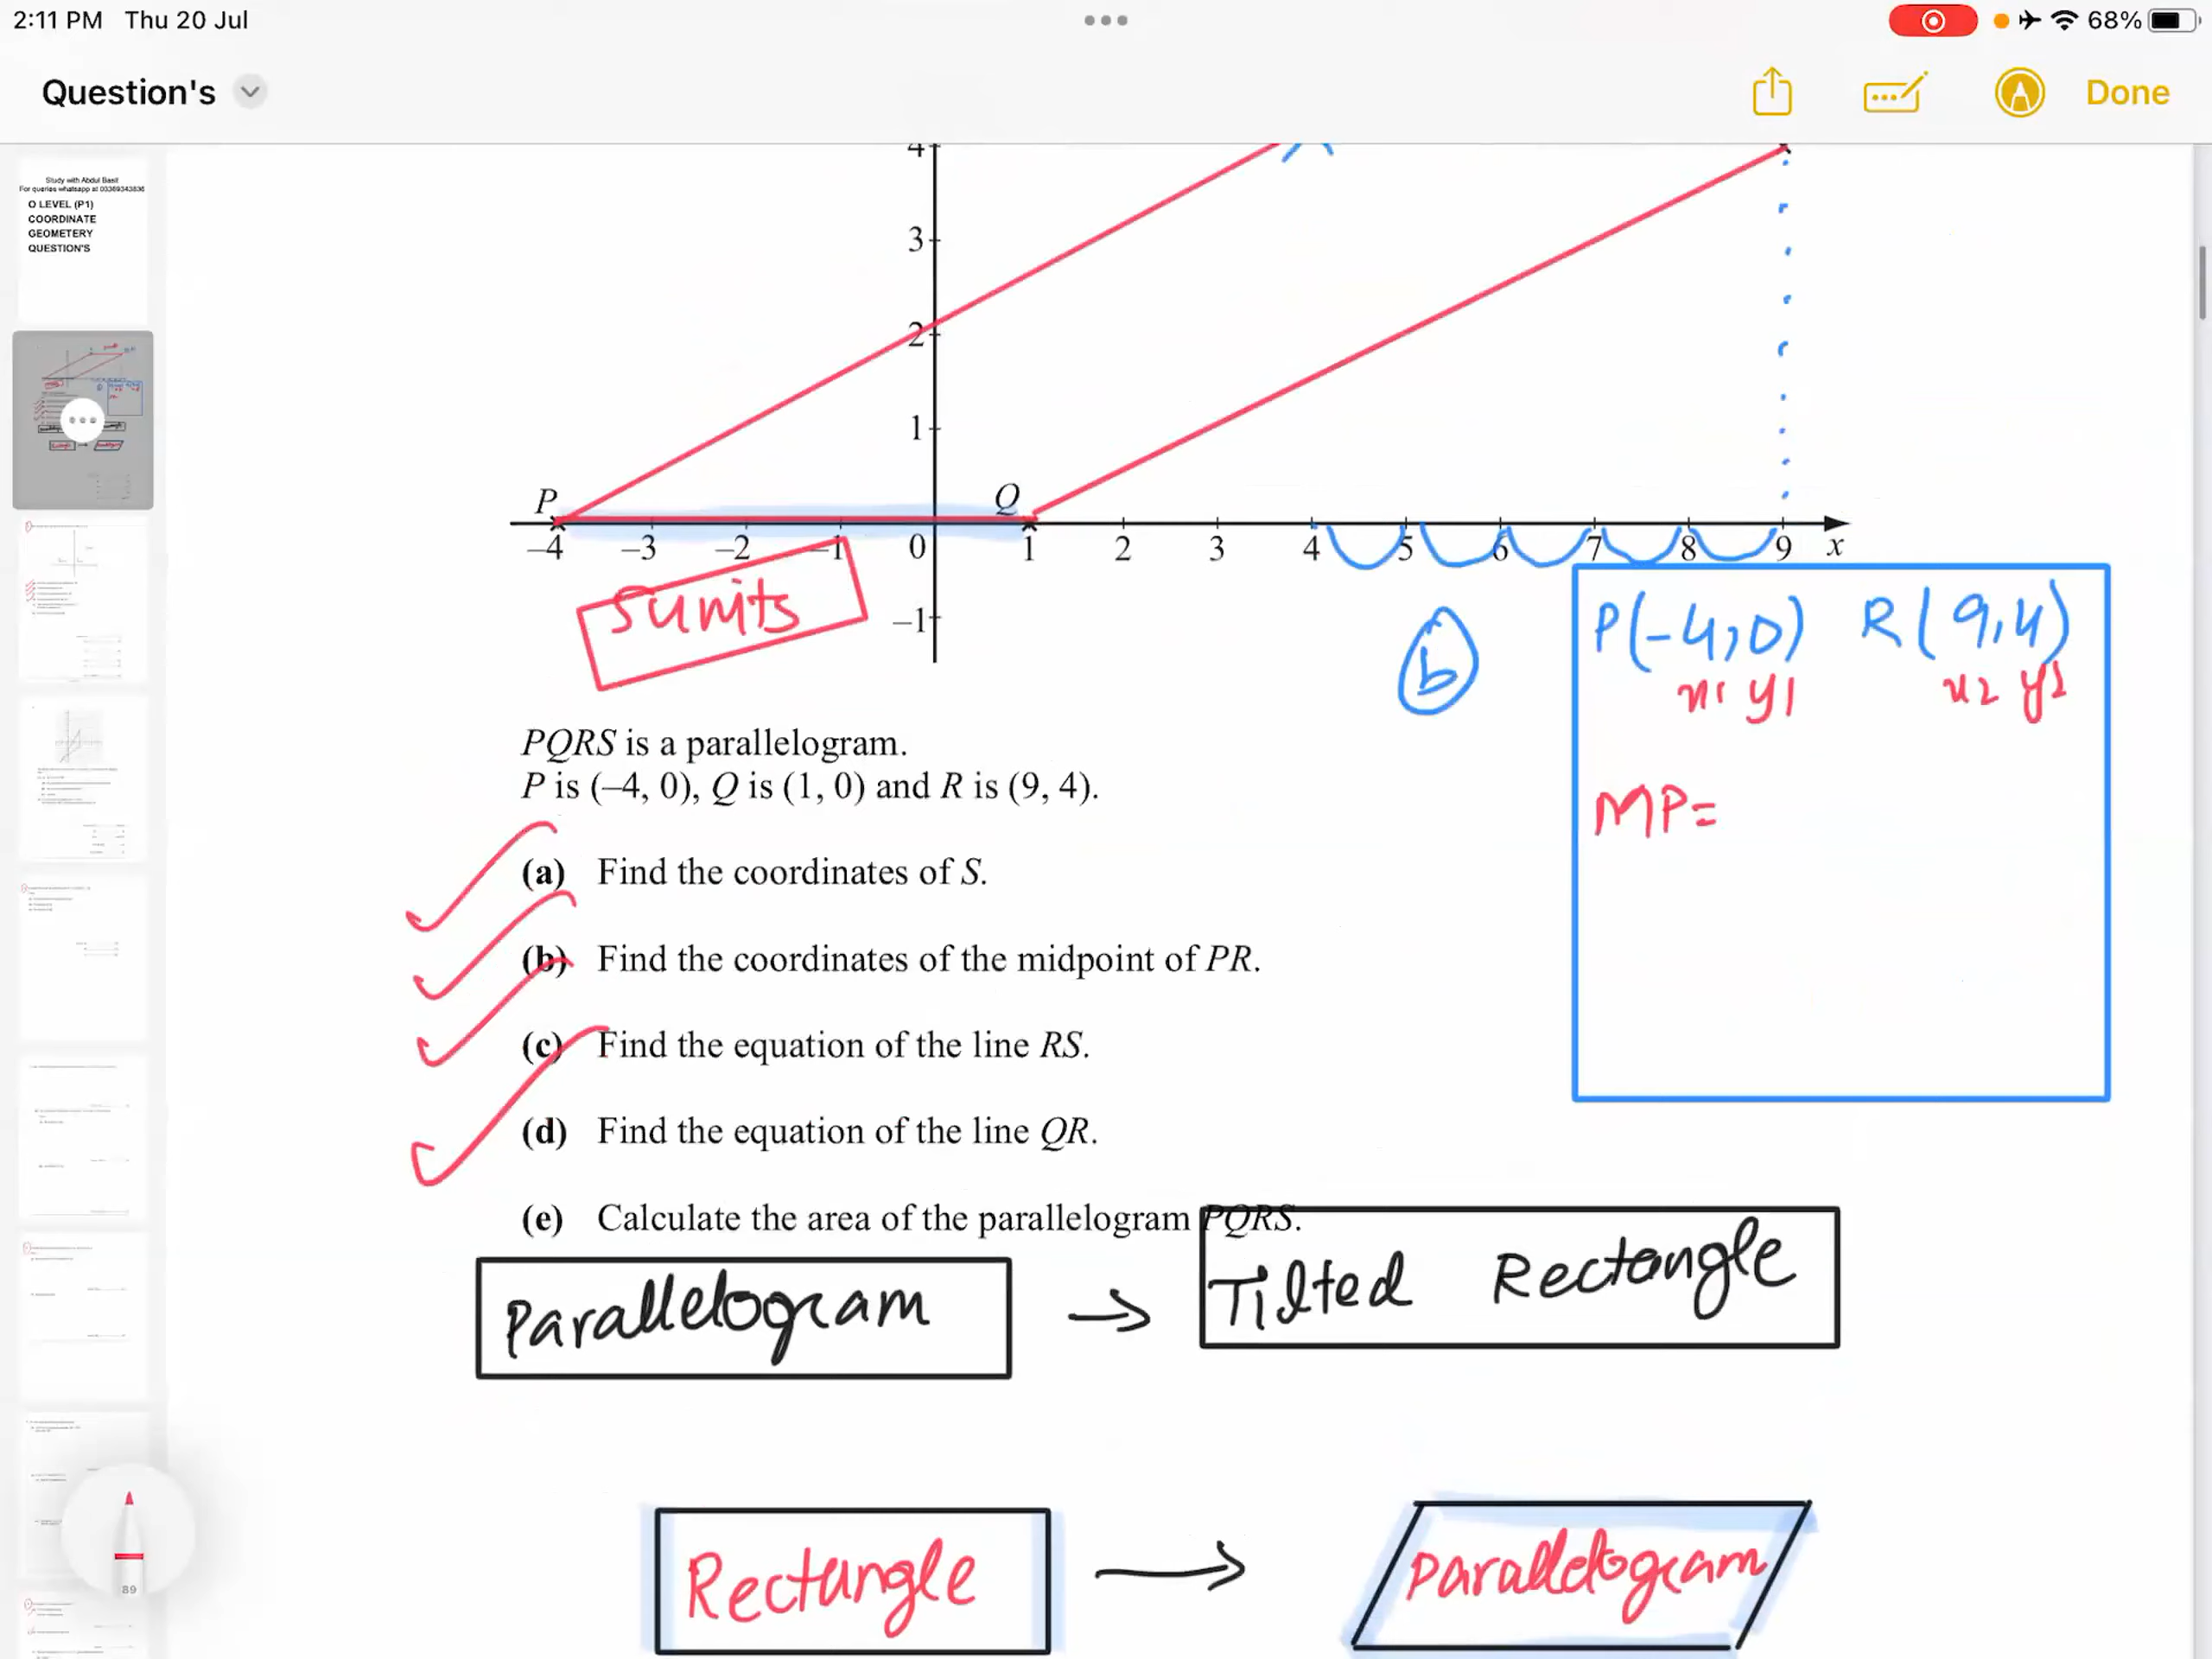 2:11 PM Thu 20 Jul
68%
Question's
Done
Study with Abdul Basit
For queries whatsapp at 03369343836
O LEVEL (P1)
COORDINATE
GEOMETERY
QUESTION'S
4
3
2
1
P
Q
–4 –3 –2 –1 0 1 2 3 4 5 6 7 8 9 x
–1
5units
b
P(-4,0) R(9,4)
x1 y1 x2 y2
MP=
PQRS is a parallelogram.
P is (–4, 0), Q is (1, 0) and R is (9, 4).
(a) Find the coordinates of S.
(b) Find the coordinates of the midpoint of PR.
(c) Find the equation of the line RS.
(d) Find the equation of the line QR.
(e) Calculate the area of the parallelogram PQRS.
Parallelogram → Tilted Rectangle
Rectangle → Parallelogram
89